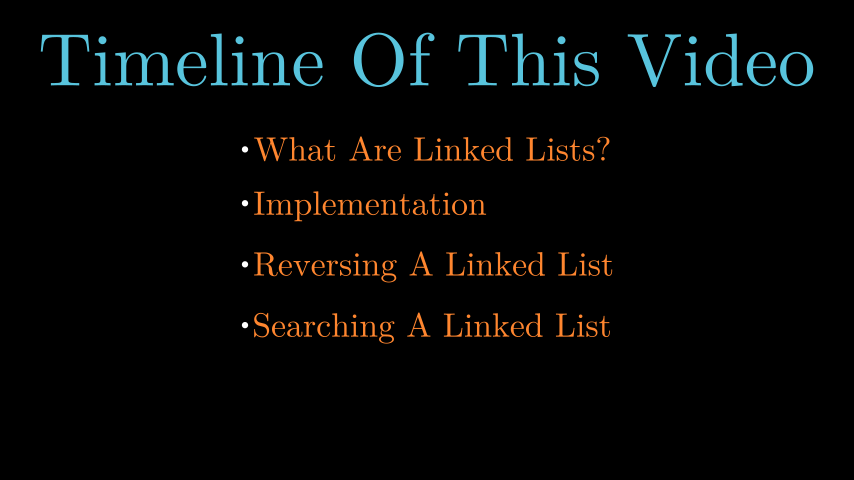 Timeline Of This Video
•What Are Linked Lists?
•Implementation
•Reversing A Linked List
•Searching A Linked List